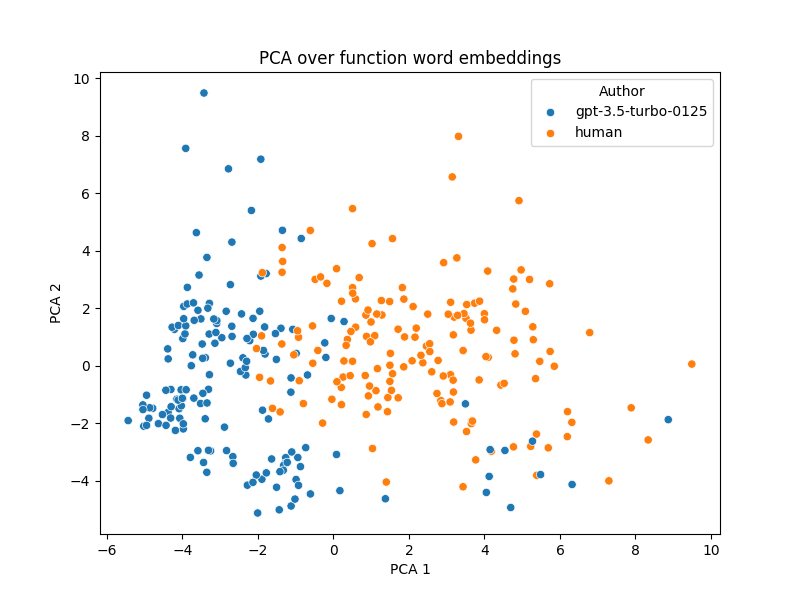 PCA over function word embeddings
Author
gpt-3.5-turbo-0125
human
PCA 2
10
8
6
4
2
0
−2
−4
−6
−4
−2
0
2
4
6
8
10
PCA 1